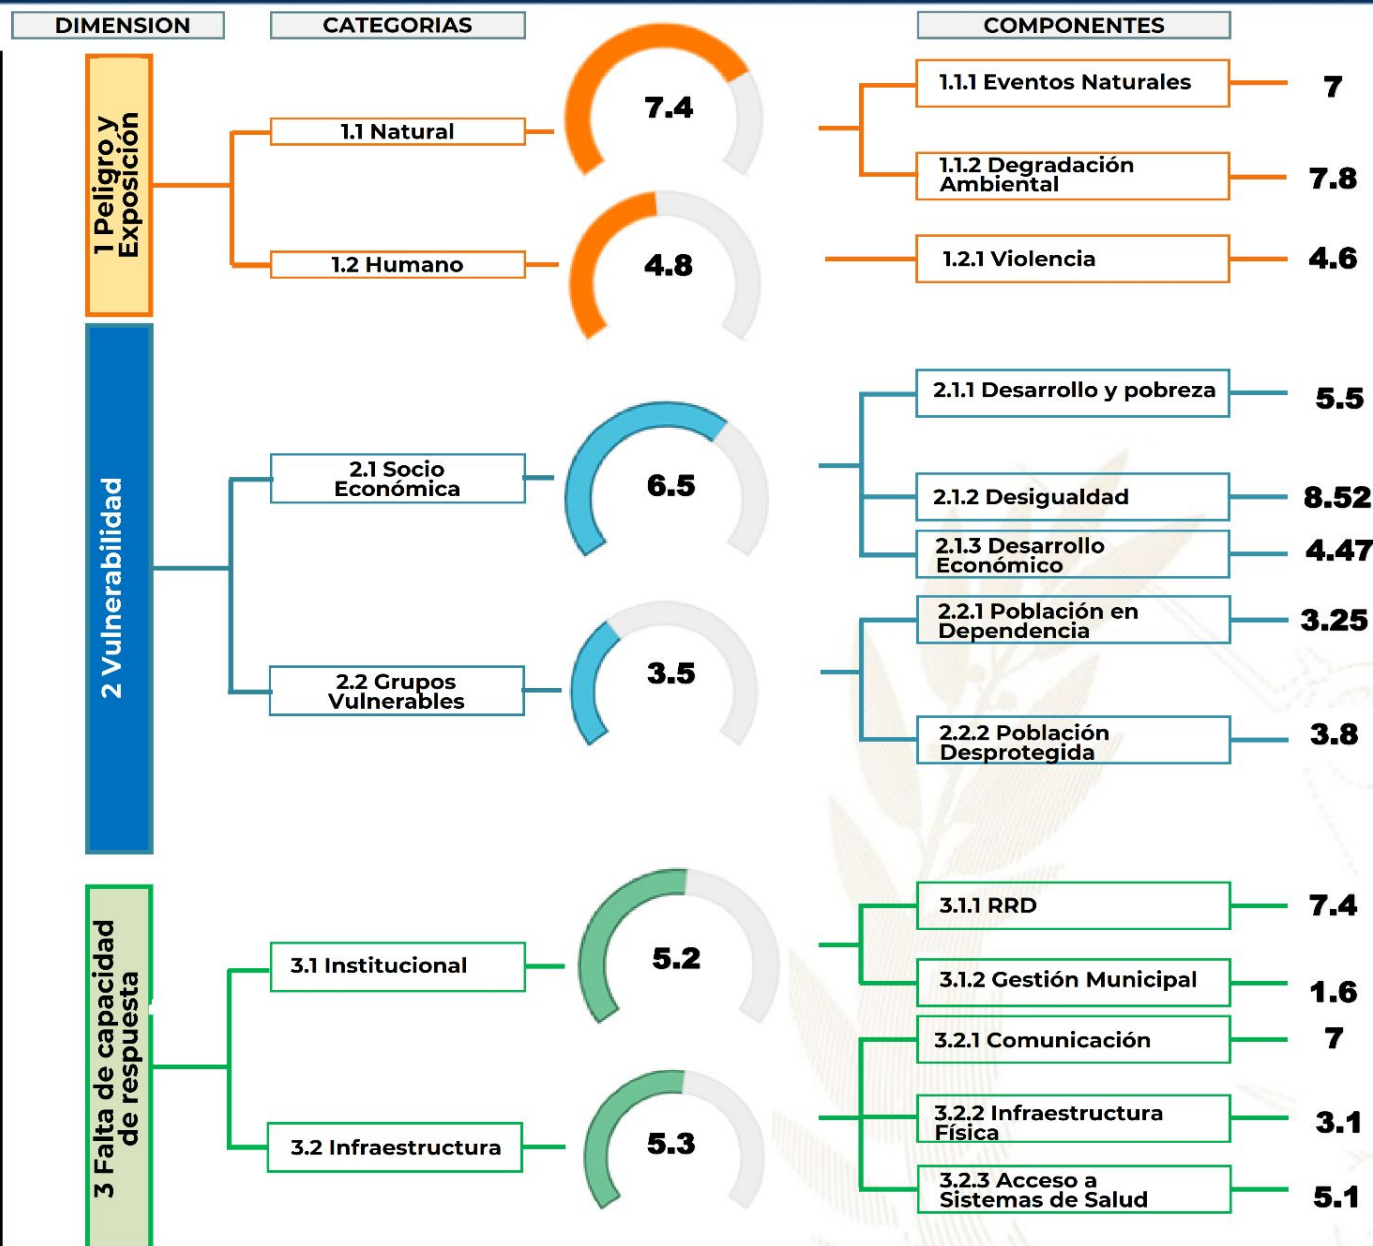 DIMENSION
CATEGORIAS
COMPONENTES
1 Peligro y
Exposición
1.1 Natural
7.4
1.1.1 Eventos Naturales
7
1.1.2 Degradación
Ambiental
7.8
1.2 Humano
4.8
1.2.1 Violencia
4.6
2 Vulnerabilidad
2.1 Socio
Económica
6.5
2.1.1 Desarrollo y pobreza
5.5
2.1.2 Desigualdad
8.52
2.1.3 Desarrollo
Económico
4.47
2.2 Grupos
Vulnerables
3.5
2.2.1 Población en
Dependencia
3.25
2.2.2 Población
Desprotegida
3.8
3 Falta de capacidad
de respuesta
3.1 Institucional
5.2
3.1.1 RRD
7.4
3.1.2 Gestión Municipal
1.6
3.2 Infraestructura
5.3
3.2.1 Comunicación
7
3.2.2 Infraestructura
Física
3.1
3.2.3 Acceso a
Sistemas de Salud
5.1